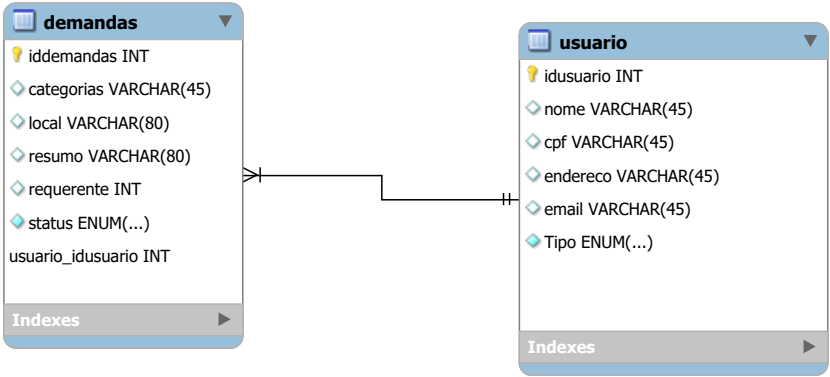 demandas
iddemandas INT
categorias VARCHAR(45)
local VARCHAR(80)
resumo VARCHAR(80)
requerente INT
status ENUM(...)
usuario_idusuario INT
Indexes
usuario
idusuario INT
nome VARCHAR(45)
cpf VARCHAR(45)
endereco VARCHAR(45)
email VARCHAR(45)
Tipo ENUM(...)
Indexes